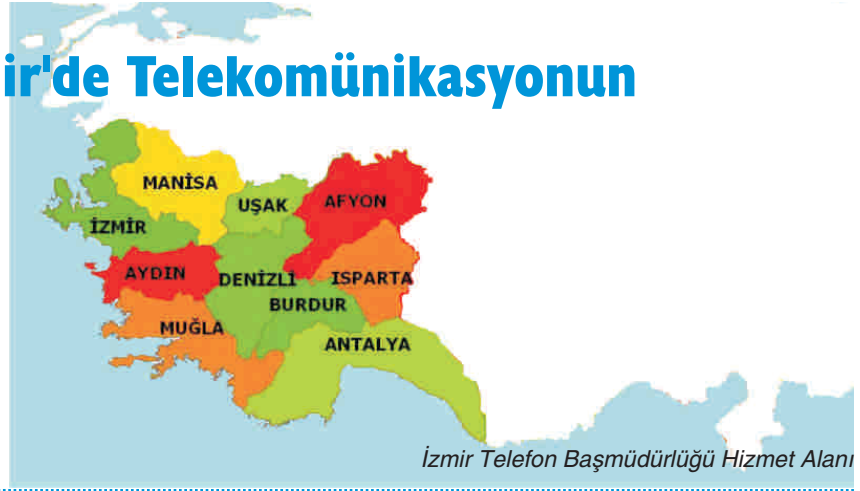 ir'de Telekomünikasyonun
MANİSA
UŞAK
AFYON
İZMİR
AYDIN
DENİZLİ
ISPARTA
BURDUR
MUĞLA
ANTALYA
İzmir Telefon Başmüdürlüğü Hizmet Alanı